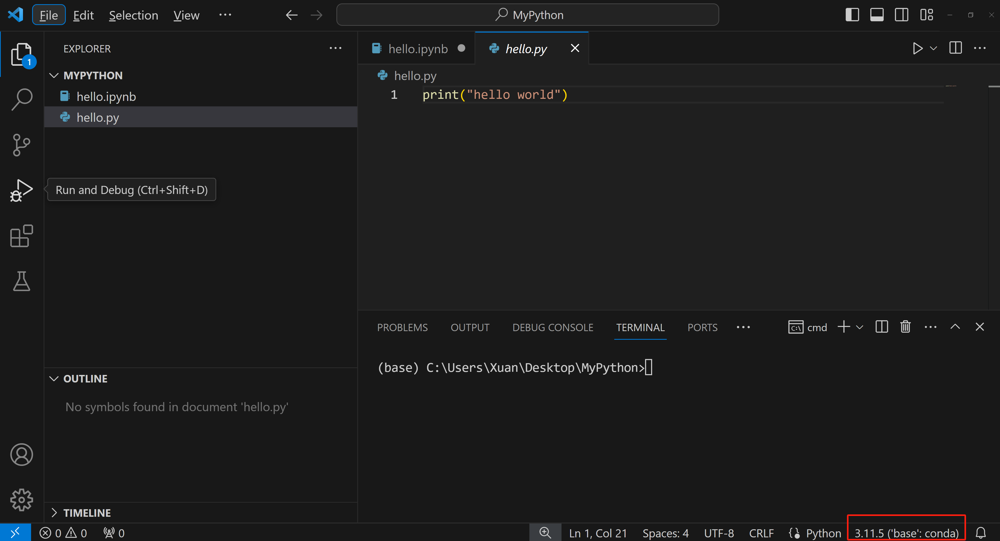 File Edit Selection View ··· MyPython
EXPLORER ···
hello.ipynb hello.py
MYPYTHON
hello.ipynb
hello.py
1
hello.py
1 print("hello world")
Run and Debug (Ctrl+Shift+D)
PROBLEMS OUTPUT DEBUG CONSOLE TERMINAL PORTS ··· cmd
(base) C:\Users\Xuan\Desktop\MyPython>
OUTLINE
No symbols found in document 'hello.py'
TIMELINE
0 0 0 Ln 1, Col 21 Spaces: 4 UTF-8 CRLF Python 3.11.5 ('base': conda)